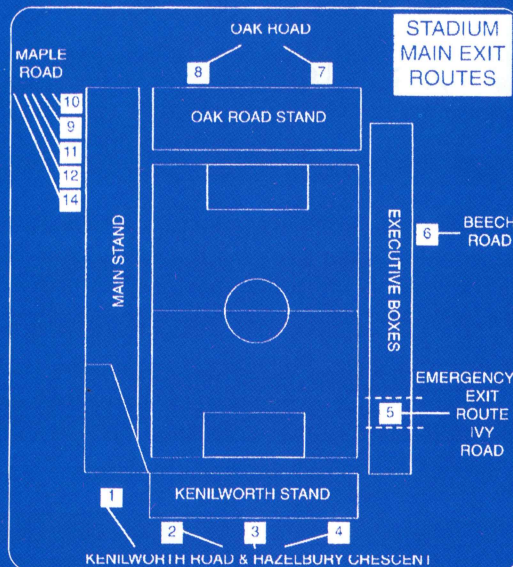 OAK ROAD
STADIUM
MAIN EXIT
ROUTES
MAPLE
ROAD
8
7
10
9
11
12
14
OAK ROAD STAND
MAIN STAND
EXECUTIVE BOXES
6
BEECH
ROAD
EMERGENCY
EXIT
ROUTE
IVY
ROAD
5
1
KENILWORTH STAND
2
3
4
KENILWORTH ROAD & HAZELBURY CRESCENT